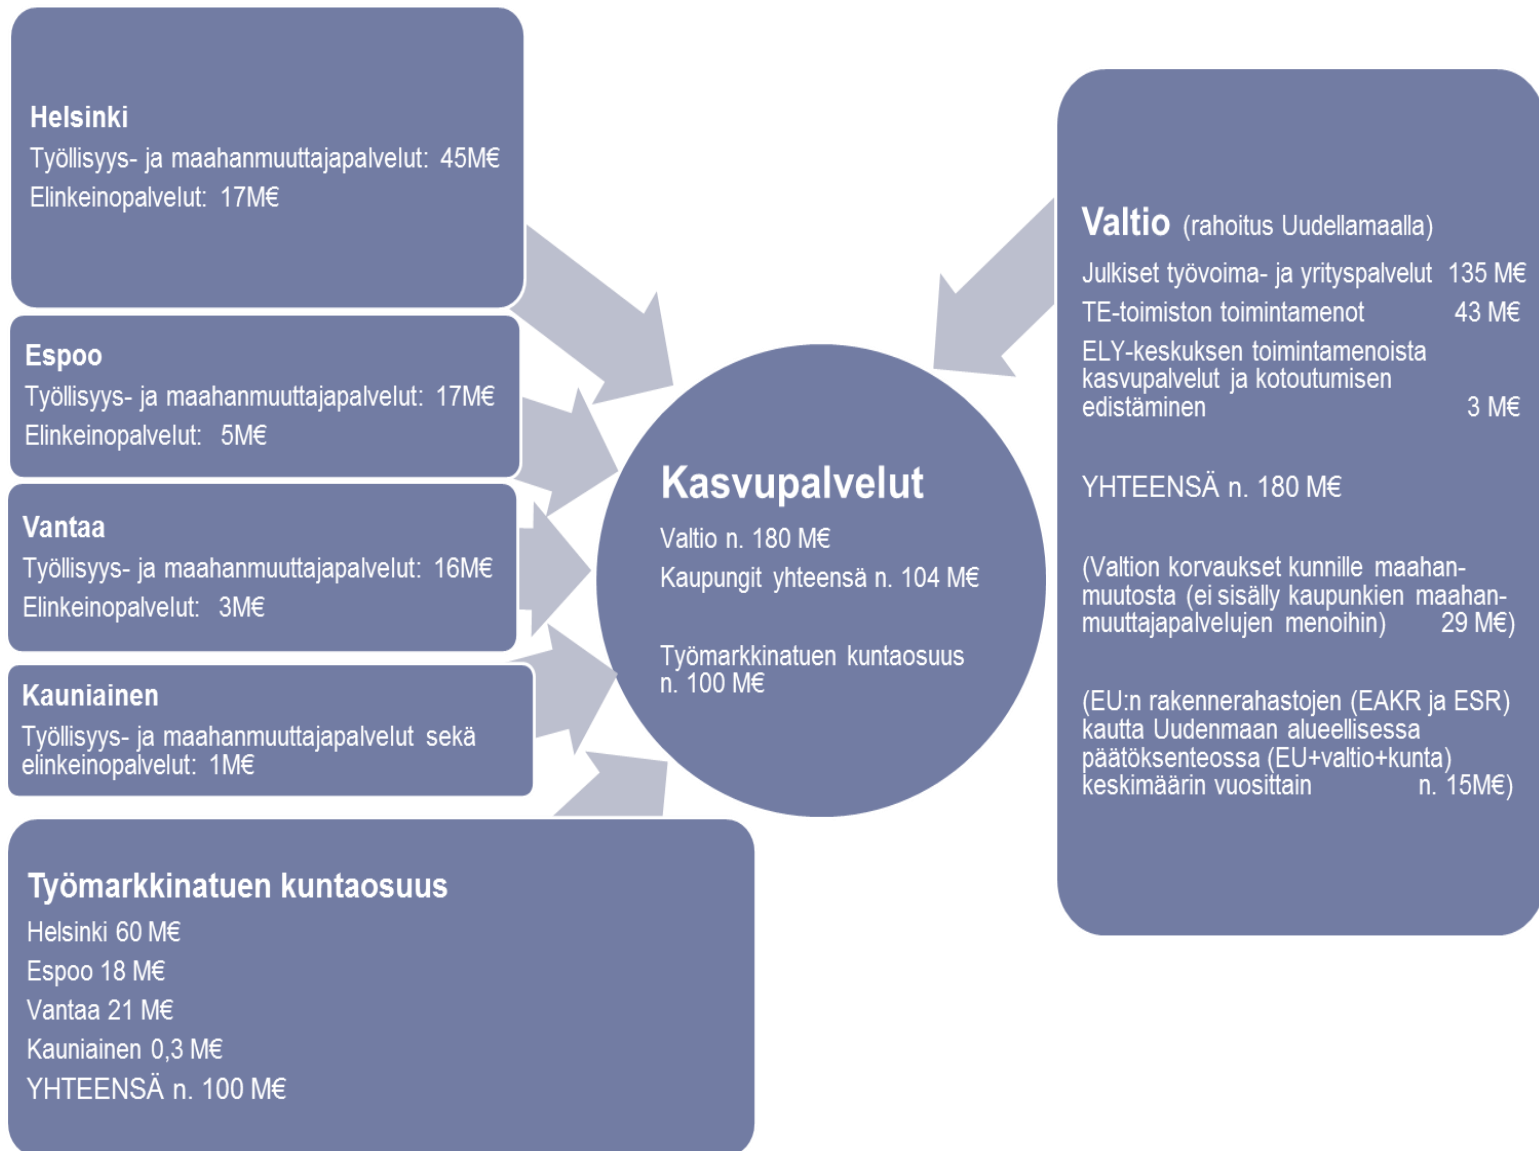 Helsinki
Työllisyys- ja maahanmuuttajapalvelut: 45M€
Elinkeinopalvelut: 17M€
Espoo
Työllisyys- ja maahanmuuttajapalvelut: 17M€
Elinkeinopalvelut: 5M€
Vantaa
Työllisyys- ja maahanmuuttajapalvelut: 16M€
Elinkeinopalvelut: 3M€
Kauniainen
Työllisyys- ja maahanmuuttajapalvelut sekä
elinkeinopalvelut: 1M€
Työmarkkinatuen kuntaosuus
Helsinki 60 M€
Espoo 18 M€
Vantaa 21 M€
Kauniainen 0,3 M€
YHTEENSÄ n. 100 M€
Kasvupalvelut
Valtio n. 180 M€
Kaupungit yhteensä n. 104 M€
Työmarkkinatuen kuntaosuus
n. 100 M€
Valtio (rahoitus Uudellamaalla)
Julkiset työvoima- ja yrityspalvelut 135 M€
TE-toimiston toimintamenot 43 M€
ELY-keskuksen toimintamenoista
kasvupalvelut ja kotoutumisen
edistäminen 3 M€
YHTEENSÄ n. 180 M€
(Valtion korvaukset kunnille maahan-
muutosta (ei sisälly kaupunkien maahan-
muuttajapalvelujen menoihin) 29 M€)
(EU:n rakennerahastojen (EAKR ja ESR)
kautta Uudenmaan alueellisessa
päätöksenteossa (EU+valtio+kunta)
keskimäärin vuosittain n. 15M€)